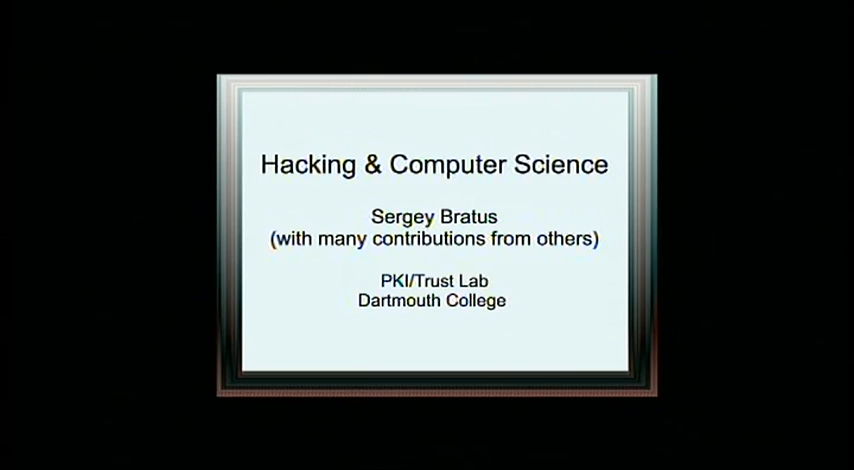 Hacking & Computer Science
Sergey Bratus
(with many contributions from others)
PKI/Trust Lab
Dartmouth College